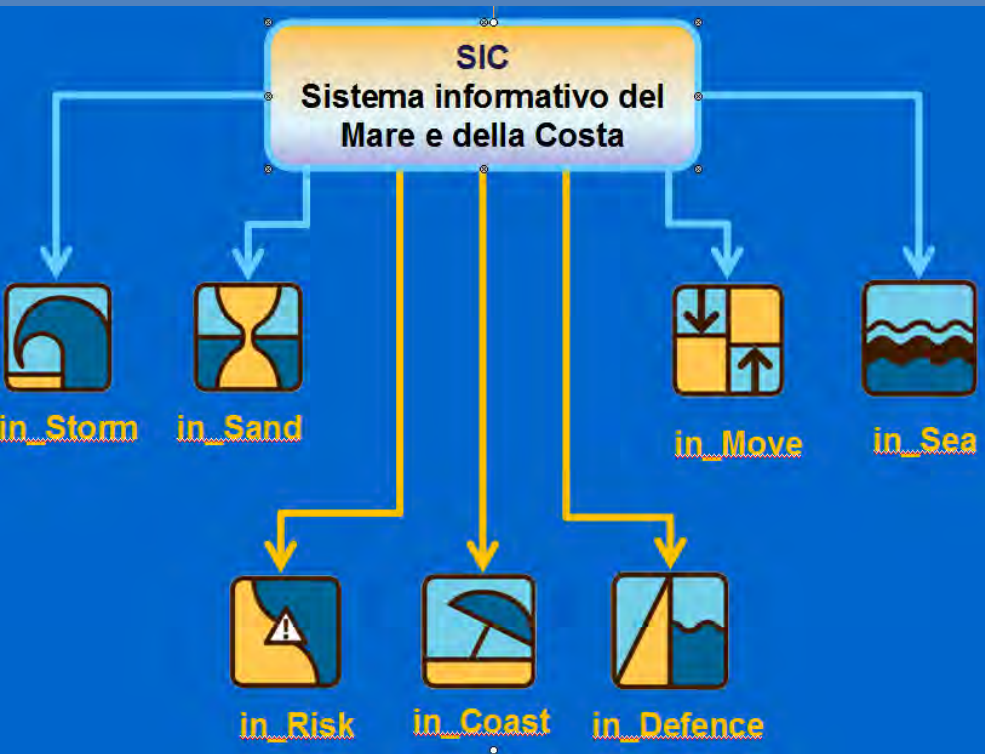 SIC
Sistema informativo del
Mare e della Costa
in_Storm
in_Sand
in_Move
in_Sea
in_Risk
in_Coast
in_Defence